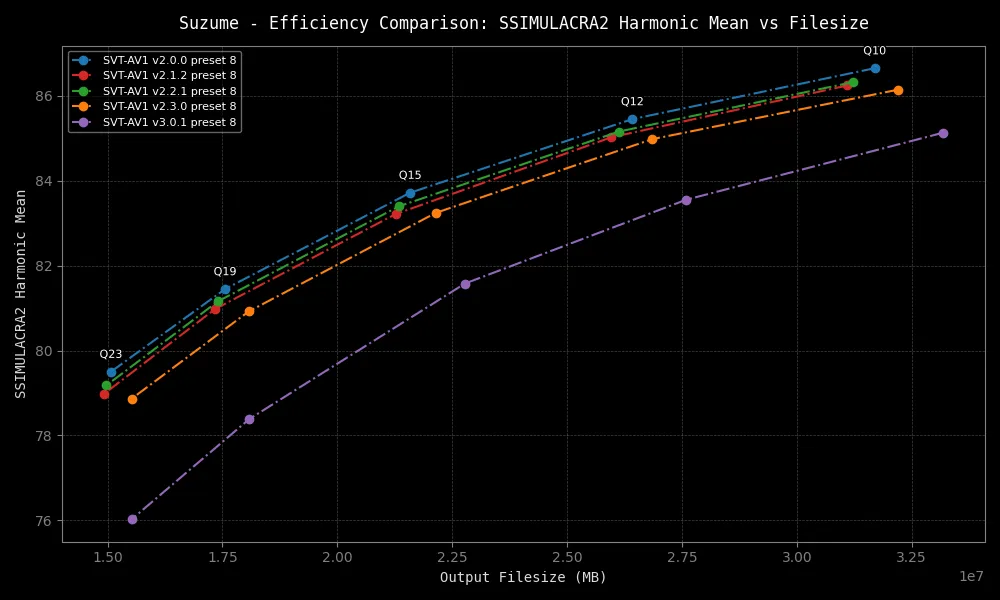 Suzume - Efficiency Comparison: SSIMULACRA2 Harmonic Mean vs Filesize
SVT-AV1 v2.0.0 preset 8
SVT-AV1 v2.1.2 preset 8
SVT-AV1 v2.2.1 preset 8
SVT-AV1 v2.3.0 preset 8
SVT-AV1 v3.0.1 preset 8
Q10
Q12
Q15
Q19
Q23
SSIMULACRA2 Harmonic Mean
86
84
82
80
78
76
1.50 1.75 2.00 2.25 2.50 2.75 3.00 3.25
1e7
Output Filesize (MB)